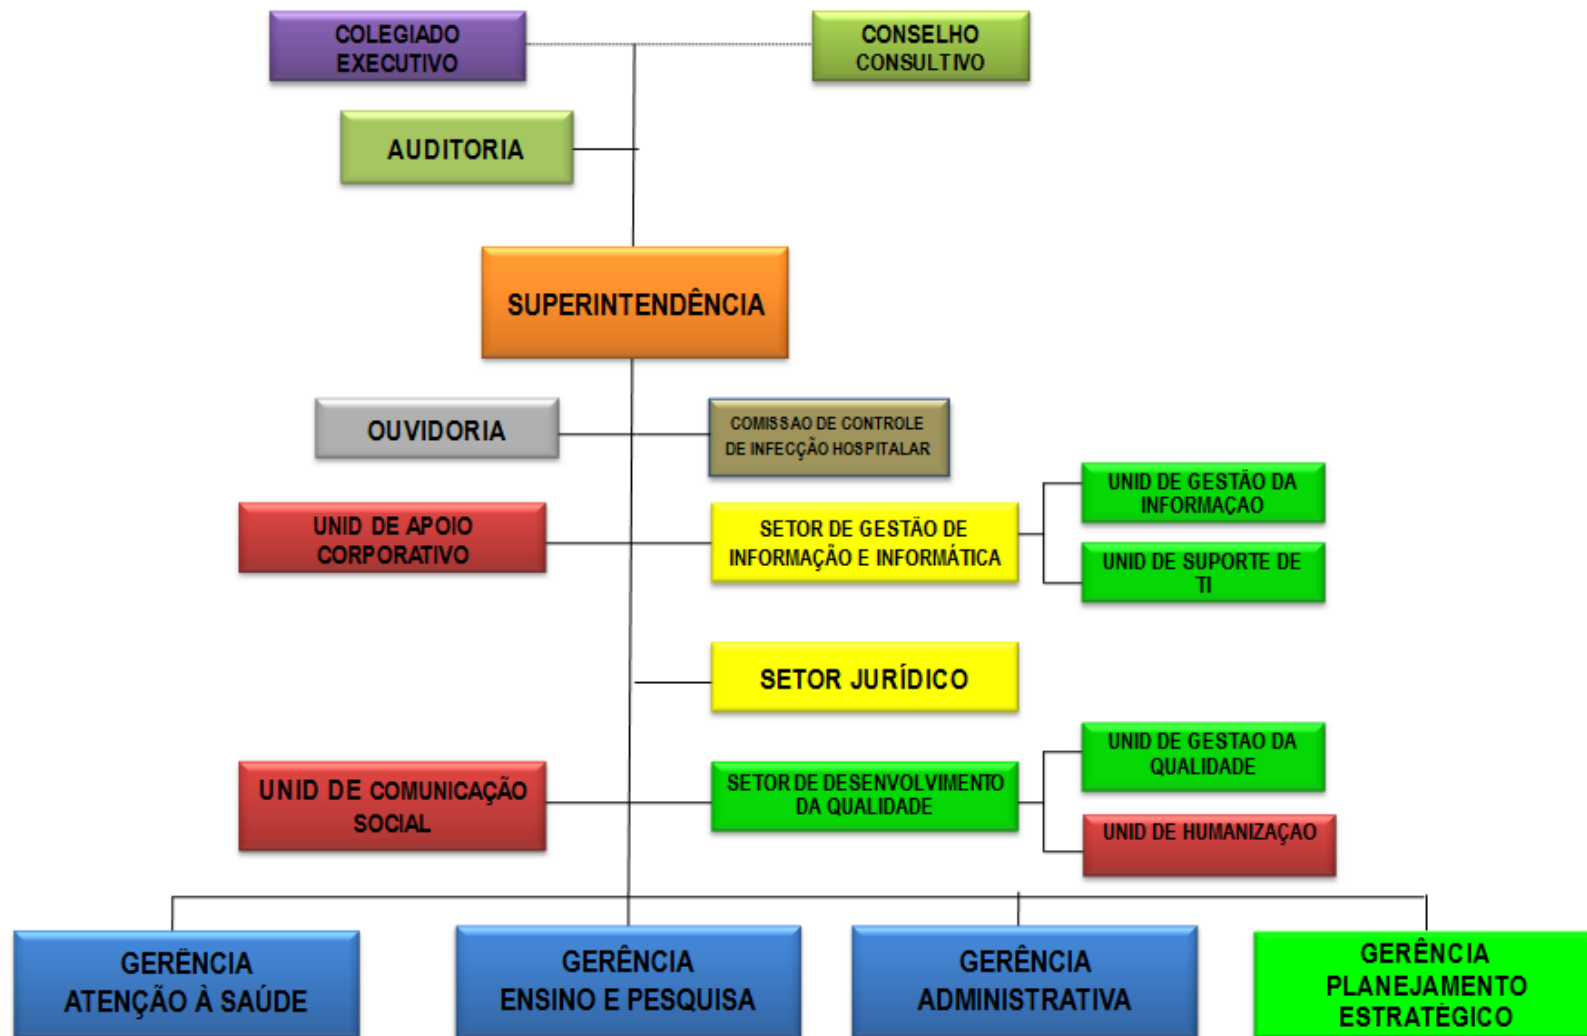 COLEGIADO
EXECUTIVO
CONSELHO
CONSULTIVO
AUDITORIA
SUPERINTENDÊNCIA
OUVIDORIA
COMISSAO DE CONTROLE
DE INFECÇÃO HOSPITALAR
UNID DE APOIO
CORPORATIVO
SETOR DE GESTÃO DE
INFORMAÇÃO E INFORMÁTICA
UNID DE GESTÃO DA
INFORMAÇAO
UNID DE SUPORTE DE
TI
SETOR JURÍDICO
UNID DE COMUNICAÇÃO
SOCIAL
SETOR DE DESENVOLVIMENTO
DA QUALIDADE
UNID DE GESTAO DA
QUALIDADE
UNID DE HUMANIZAÇAO
GERÊNCIA
ATENÇÃO À SAÚDE
GERÊNCIA
ENSINO E PESQUISA
GERÊNCIA
ADMINISTRATIVA
GERÊNCIA
PLANEJAMENTO
ESTRATÉGICO